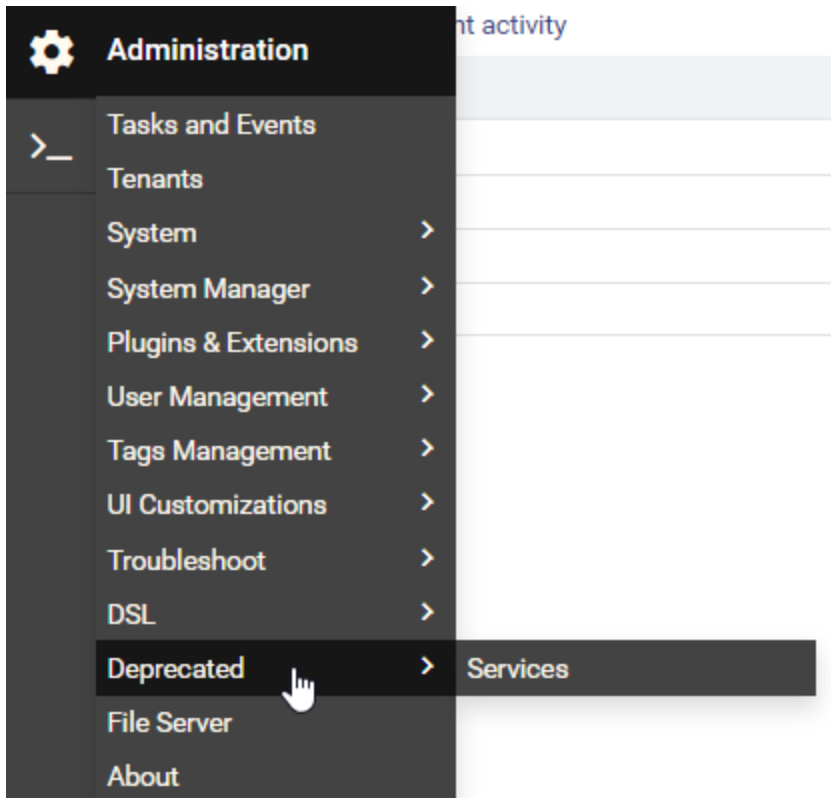 nt activity
Administration
Tasks and Events
Tenants
System
System Manager
Plugins & Extensions
User Management
Tags Management
UI Customizations
Troubleshoot
DSL
Deprecated
Services
File Server
About